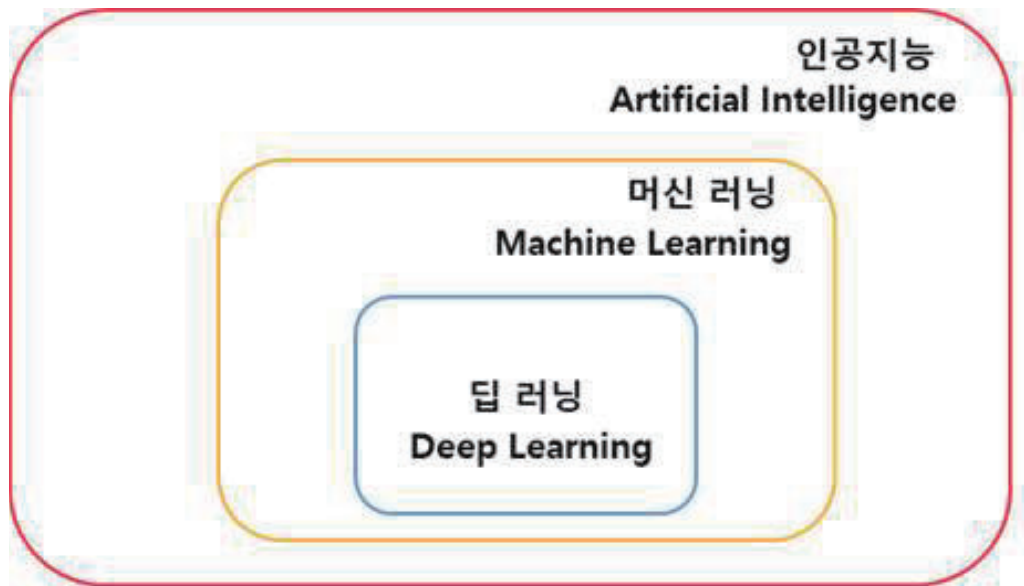 인공지능
Artificial Intelligence
머신 러닝
Machine Learning
딥 러닝
Deep Learning